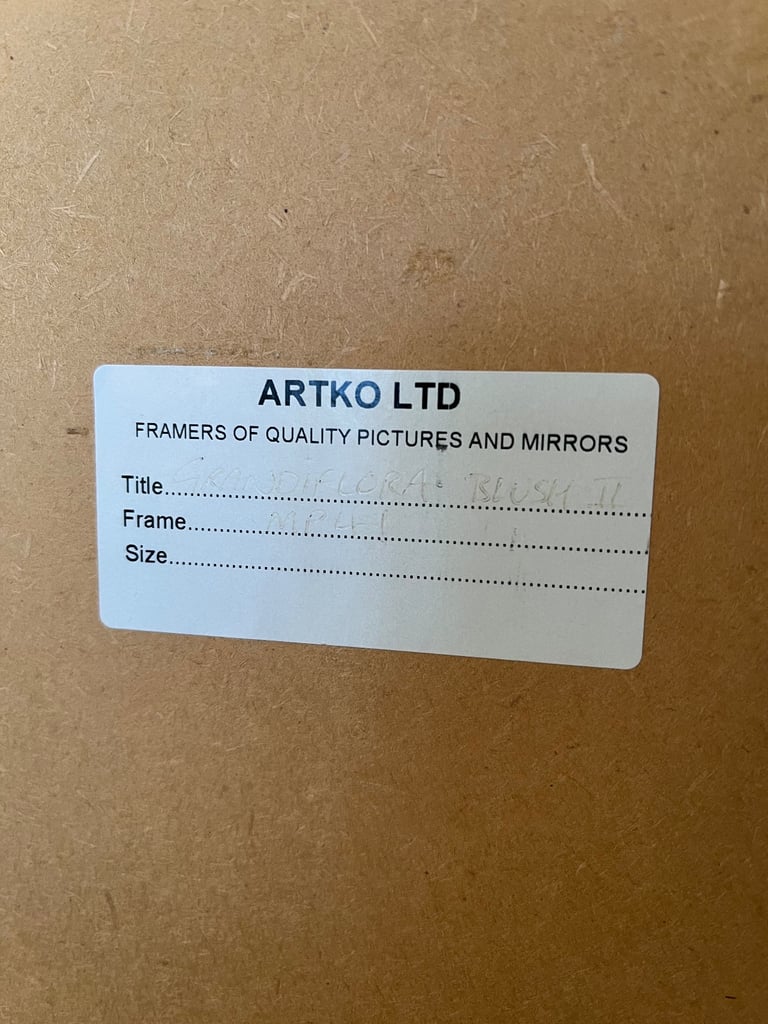 ARTKO LTD
FRAMERS OF QUALITY PICTURES AND MIRRORS
Title......GRANDIFLORA BLUSH II
Frame......
Size......